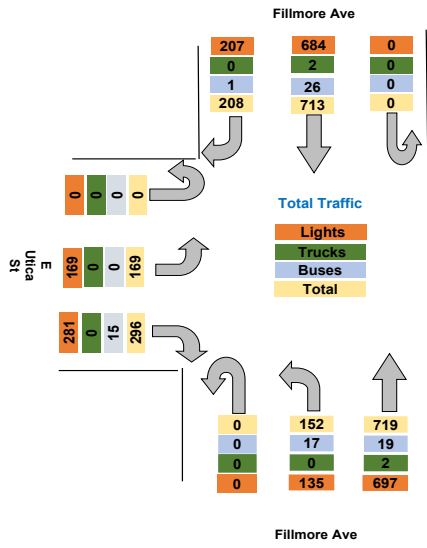 Fillmore Ave
207 684 0
0 2 0
1 26 0
208 713 0
0 0 0 0
Total Traffic
Lights
Trucks
Buses
Total
E
Utica
St
169 0 0 169
281 0 15 296
0 152 719
0 17 19
0 0 2
0 135 697
Fillmore Ave